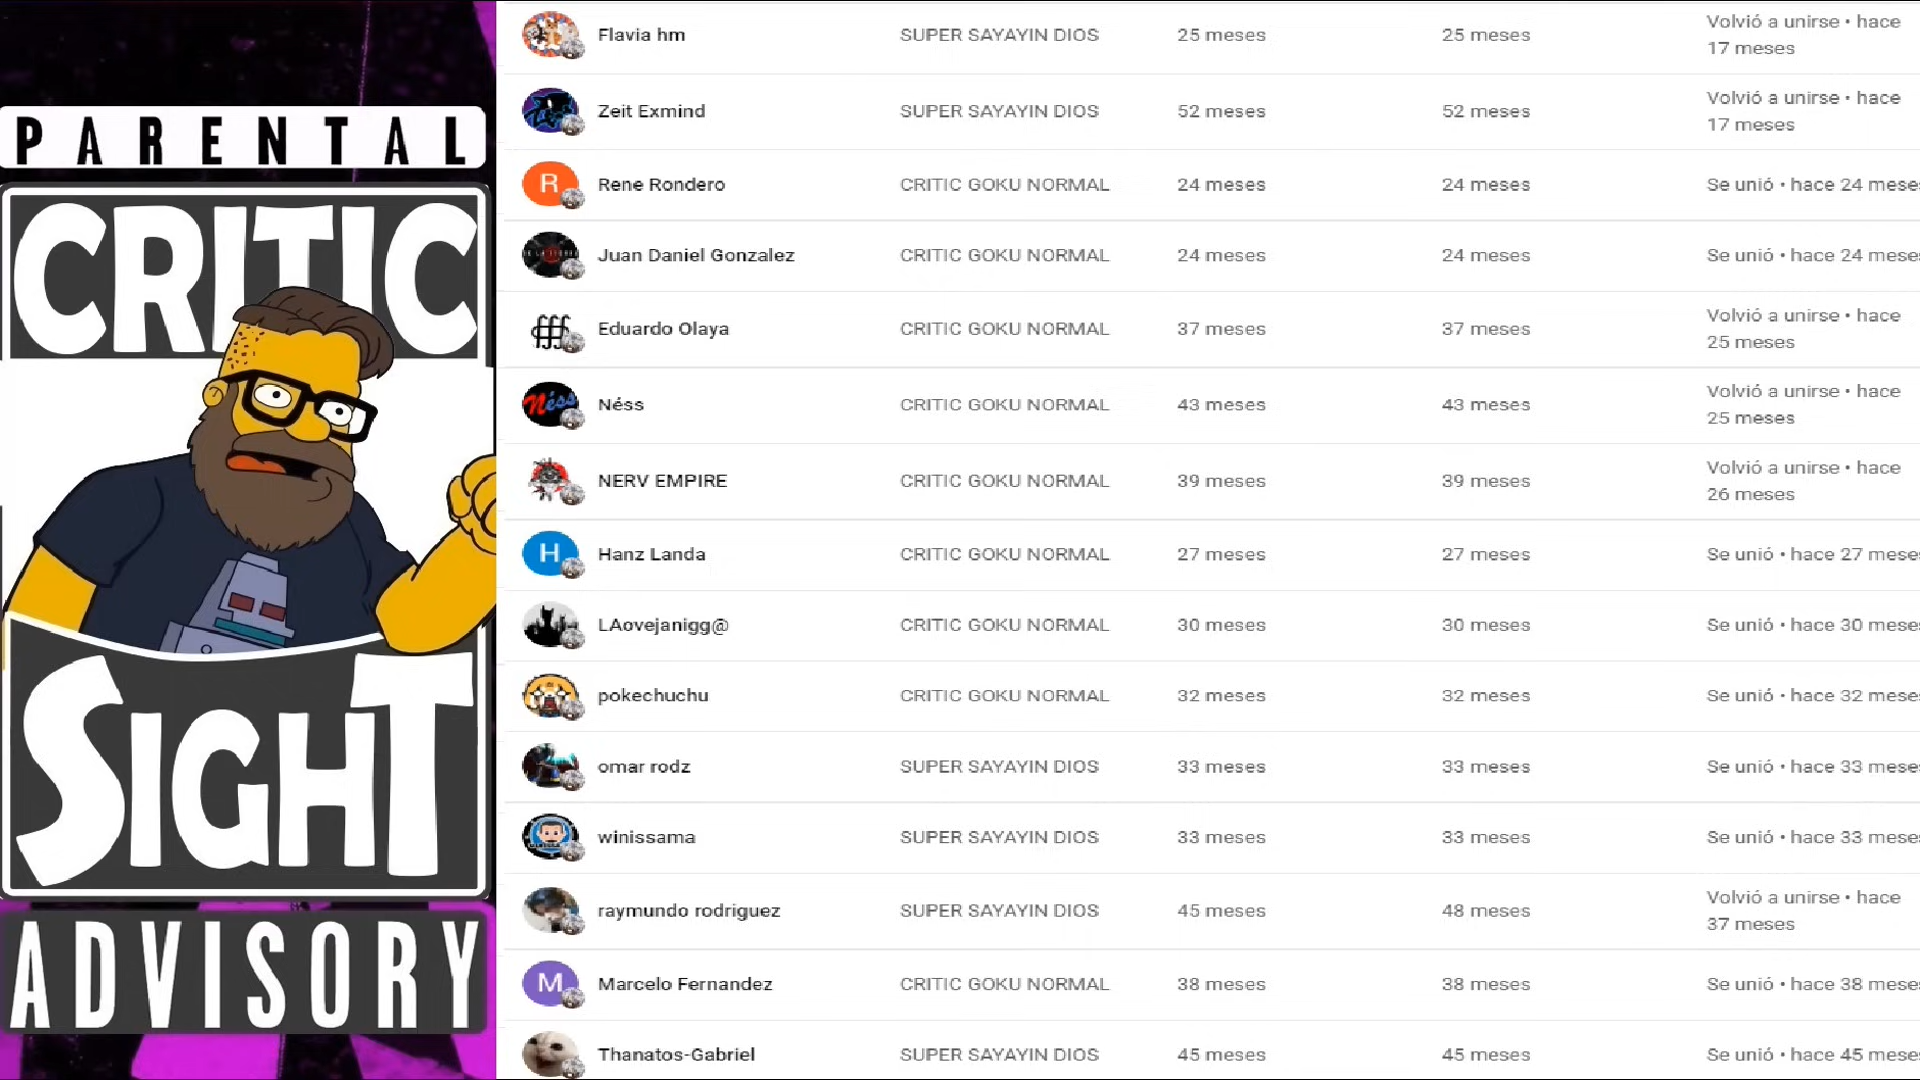 PARENTAL
CRITIC
SIGHT
ADVISORY
Flavia hm SUPER SAYAYIN DIOS 25 meses 25 meses Volvió a unirse • hace
17 meses
Zeit Exmind SUPER SAYAYIN DIOS 52 meses 52 meses Volvió a unirse • hace
17 meses
R Rene Rondero CRITIC GOKU NORMAL 24 meses 24 meses Se unió • hace 24 meses
Juan Daniel Gonzalez CRITIC GOKU NORMAL 24 meses 24 meses Se unió • hace 24 meses
Eduardo Olaya CRITIC GOKU NORMAL 37 meses 37 meses Volvió a unirse • hace
25 meses
Néss Néss CRITIC GOKU NORMAL 43 meses 43 meses Volvió a unirse • hace
25 meses
NERV EMPIRE CRITIC GOKU NORMAL 39 meses 39 meses Volvió a unirse • hace
26 meses
H Hanz Landa CRITIC GOKU NORMAL 27 meses 27 meses Se unió • hace 27 meses
LAovejanigg@ CRITIC GOKU NORMAL 30 meses 30 meses Se unió • hace 30 meses
pokechuchu CRITIC GOKU NORMAL 32 meses 32 meses Se unió • hace 32 meses
omar rodz SUPER SAYAYIN DIOS 33 meses 33 meses Se unió • hace 33 meses
winissama SUPER SAYAYIN DIOS 33 meses 33 meses Se unió • hace 33 meses
raymundo rodriguez SUPER SAYAYIN DIOS 45 meses 48 meses Volvió a unirse • hace
37 meses
M Marcelo Fernandez CRITIC GOKU NORMAL 38 meses 38 meses Se unió • hace 38 meses
Thanatos-Gabriel SUPER SAYAYIN DIOS 45 meses 45 meses Se unió • hace 45 meses